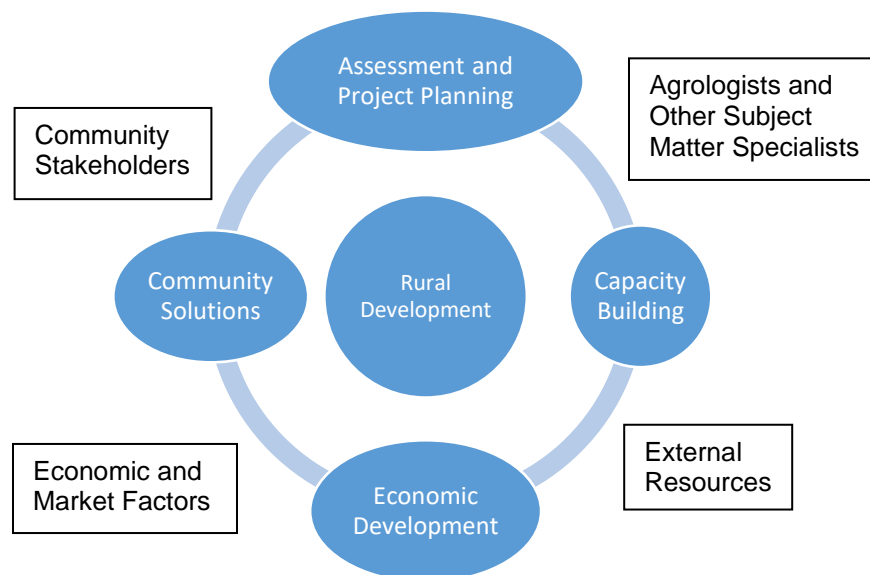 Assessment and
Project Planning
Agrologists and
Other Subject
Matter Specialists
Community
Stakeholders
Community
Solutions
Rural
Development
Capacity
Building
Economic and
Market Factors
Economic
Development
External
Resources